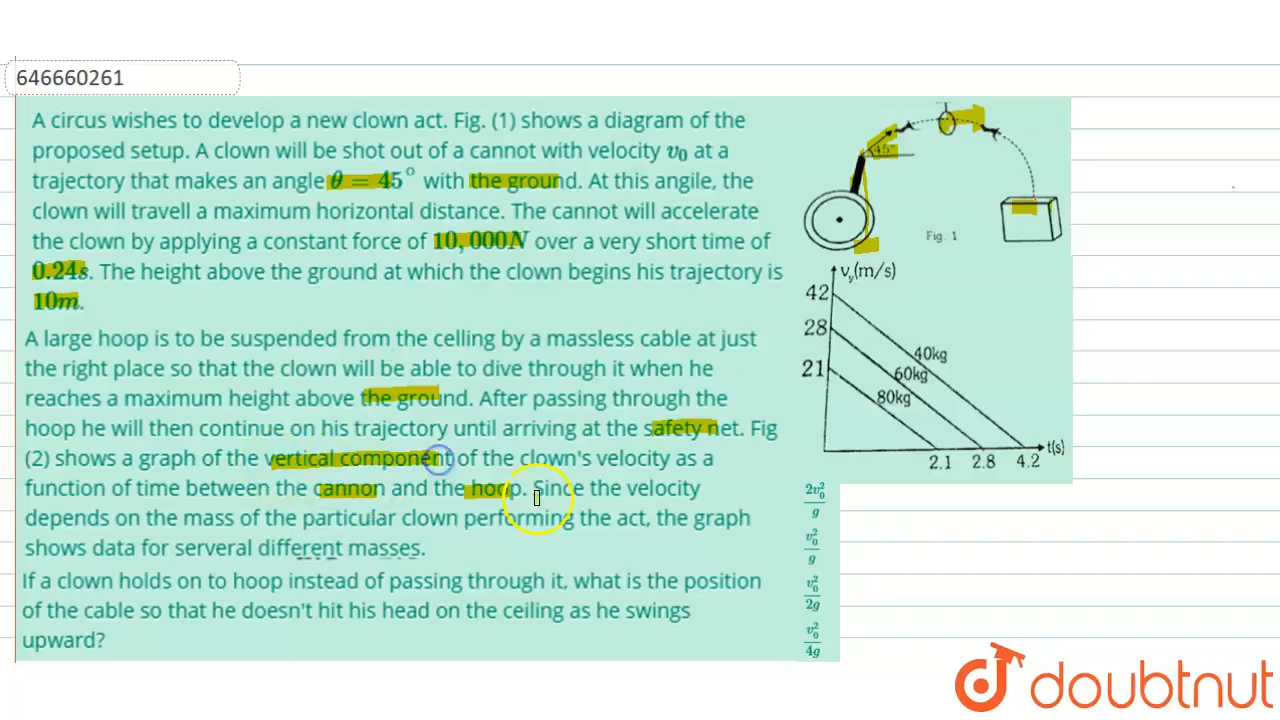 646660261
A circus wishes to develop a new clown act. Fig. (1) shows a diagram of the
proposed setup. A clown will be shot out of a cannot with velocity v₀ at a
trajectory that makes an angle θ = 45° with the ground. At this angile, the
clown will travell a maximum horizontal distance. The cannot will accelerate
the clown by applying a constant force of 10,000N over a very short time of
0.24s. The height above the ground at which the clown begins his trajectory is
10m.
A large hoop is to be suspended from the celling by a massless cable at just
the right place so that the clown will be able to dive through it when he
reaches a maximum height above the ground. After passing through the
hoop he will then continue on his trajectory until arriving at the safety net. Fig
(2) shows a graph of the vertical component of the clown's velocity as a
function of time between the cannon and the hoop. Since the velocity
depends on the mass of the particular clown performing the act, the graph
shows data for serveral different masses.
If a clown holds on to hoop instead of passing through it, what is the position
of the cable so that he doesn't hit his head on the ceiling as he swings
upward?
45°
Fig. 1
v_y(m/s)
42
28
21
40kg
60kg
80kg
2.1 2.8 4.2 t(s)
2v₀²/g
v₀²/g
v₀²/2g
v₀²/4g
doubtnut